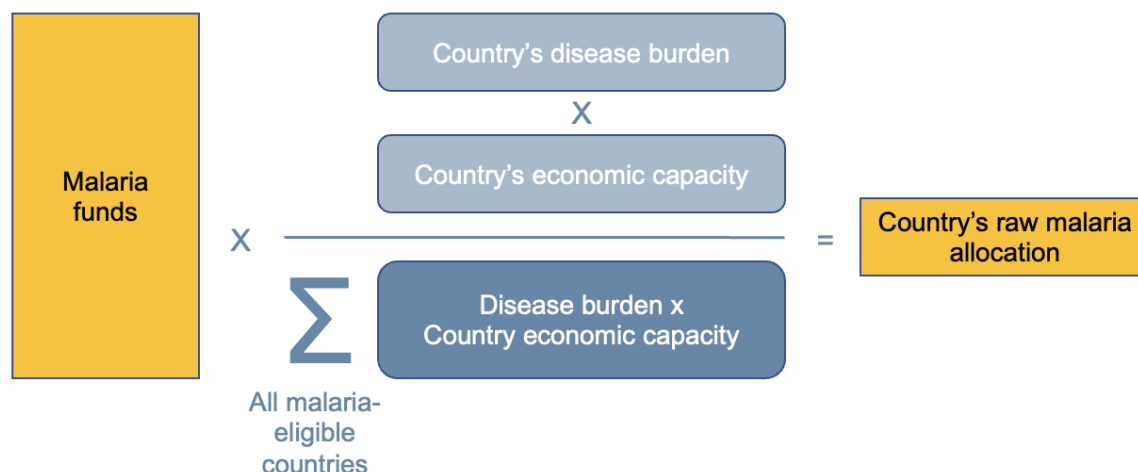 Country’s disease burden
X
Country’s economic capacity
Malaria
funds
X
=
Country’s raw malaria
allocation
∑
Disease burden x
Country economic capacity
All malaria-
eligible
countries